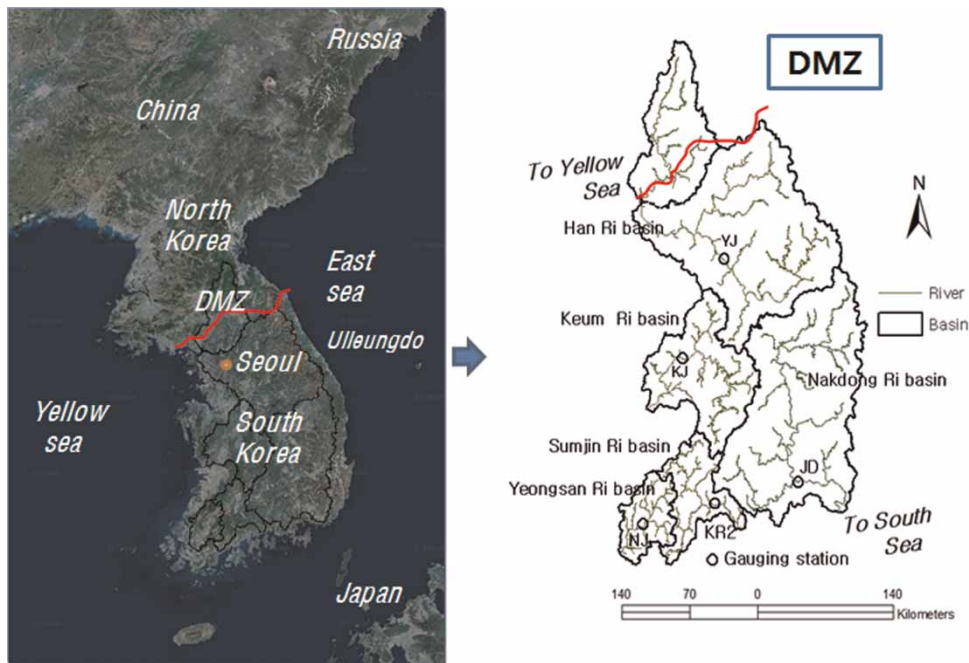 Russia
China
North
Korea
East
sea
DMZ
Ulleungdo
Seoul
Yellow
sea
South
Korea
Japan
DMZ
To Yellow
Sea
N
Han Ri basin
YJ
River
Keum Ri basin
Basin
KJ
Nakdong Ri basin
Sumjin Ri basin
JD
Yeongsan Ri basin
To South
Sea
NJ
KR2
Gauging station
140 70 0 140
Kilometers